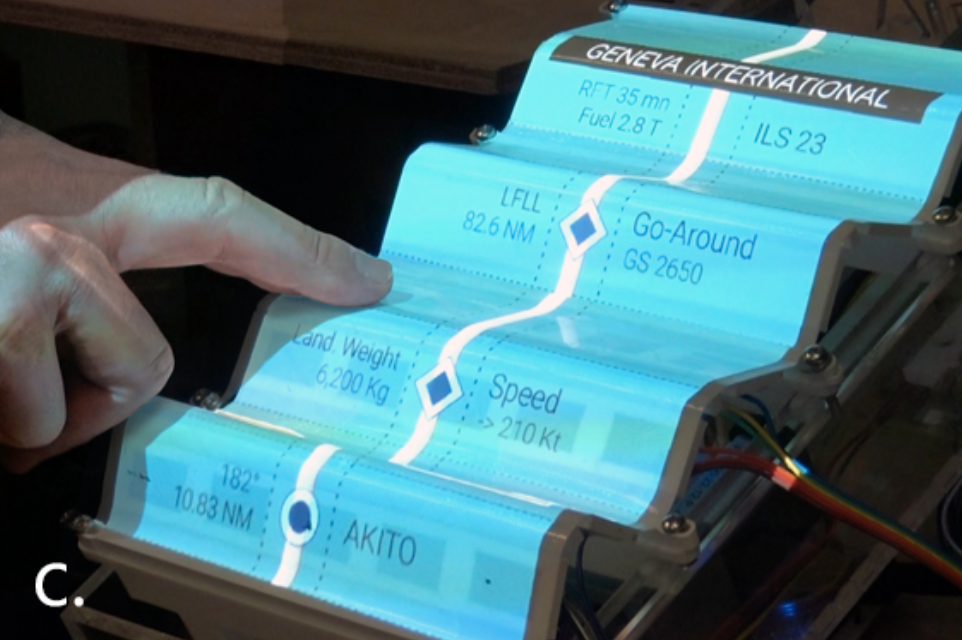 GENEVA INTERNATIONAL
RFT 35 mn
Fuel 2.8 T
ILS 23
LFLL
82.6 NM
Go-Around
GS 2650
Land. Weight
6,200 Kg
Speed
-> 210 Kt
182°
10.83 NM
AKITO
C.